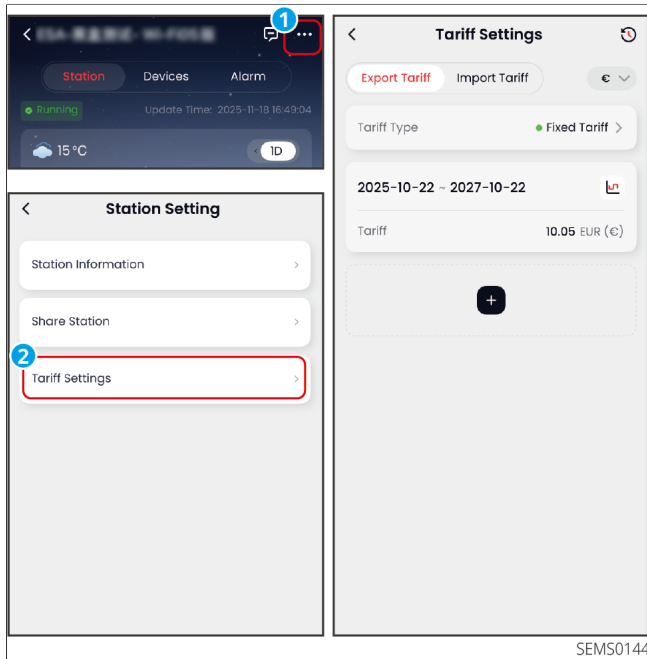 1
Station Devices Alarm
Running Update Time: 2025-11-18 16:49:04
15 °C 1D
Station Setting
Station Information
Share Station
2
Tariff Settings
Tariff Settings
Export Tariff Import Tariff €
Tariff Type Fixed Tariff
2025-10-22 ~ 2027-10-22
Tariff 10.05 EUR (€)
SEMS0144